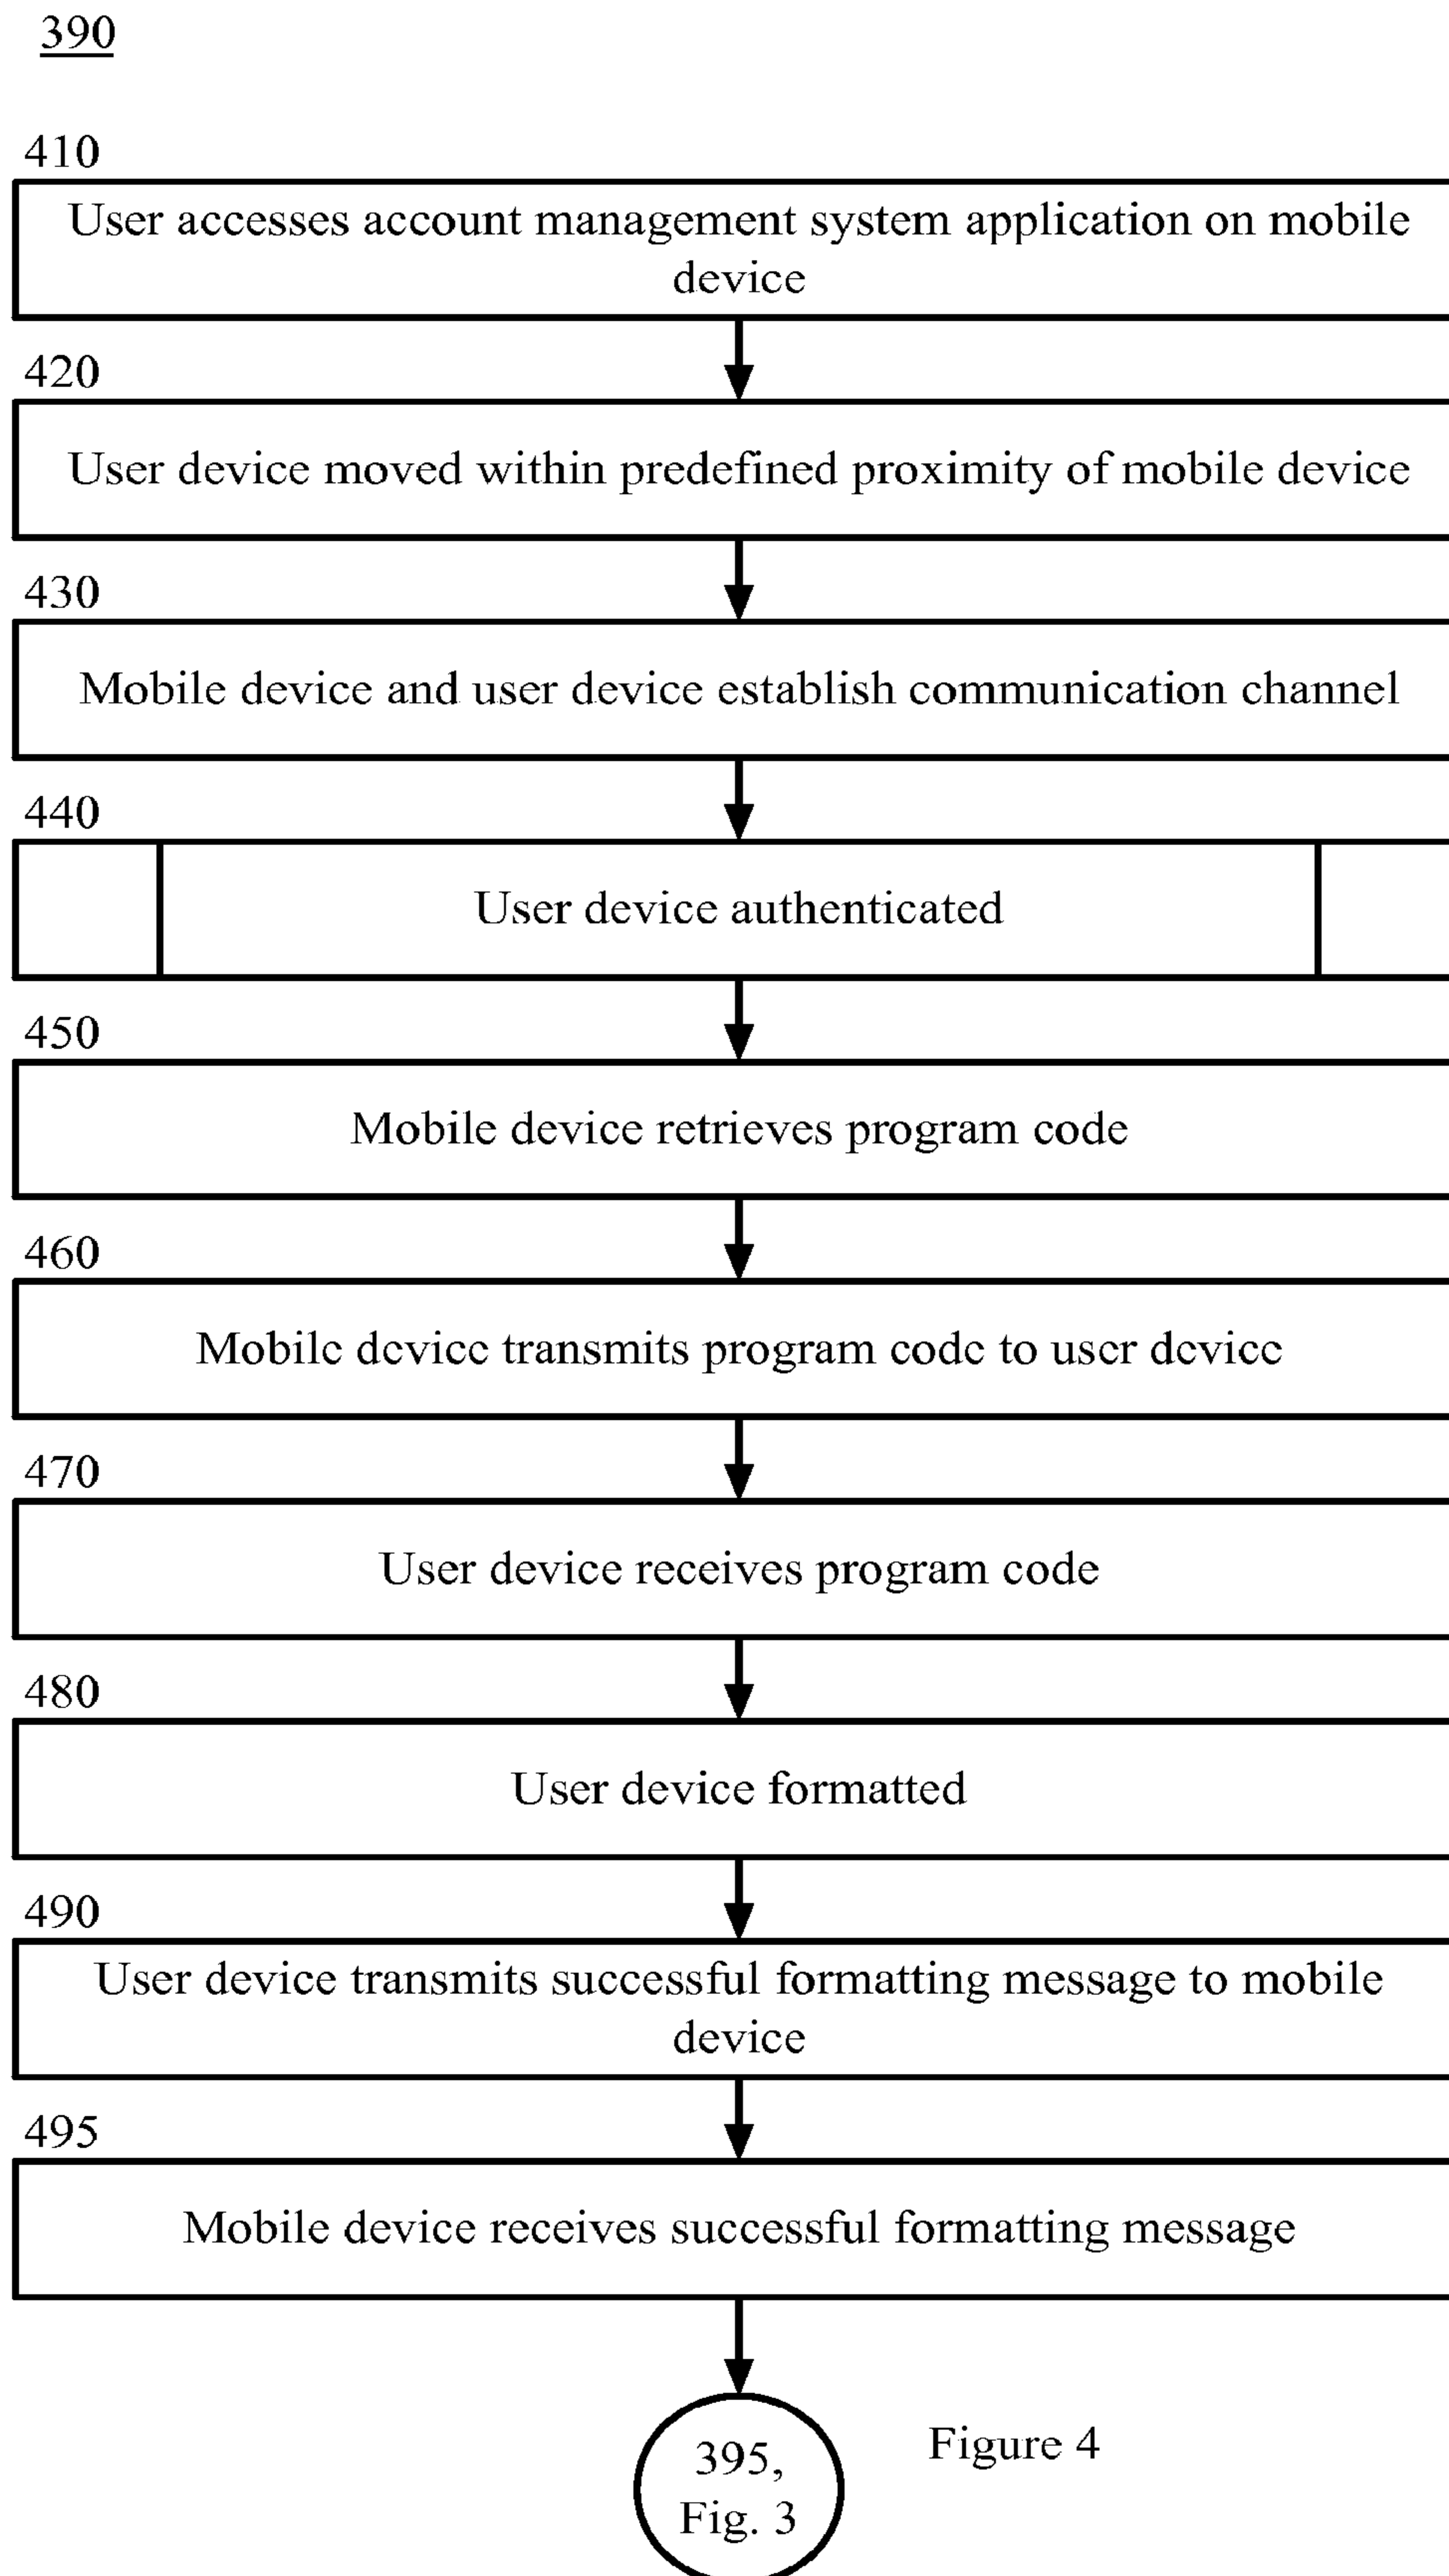 390
410
User accesses account management system application on mobile
device
420
User device moved within predefined proximity of mobile device
430
Mobile device and user device establish communication channel
440
User device authenticated
450
Mobile device retrieves program code
460
Mobile device transmits program code to user device
470
User device receives program code
480
User device formatted
490
User device transmits successful formatting message to mobile
device
495
Mobile device receives successful formatting message
395,
Fig. 3
Figure 4